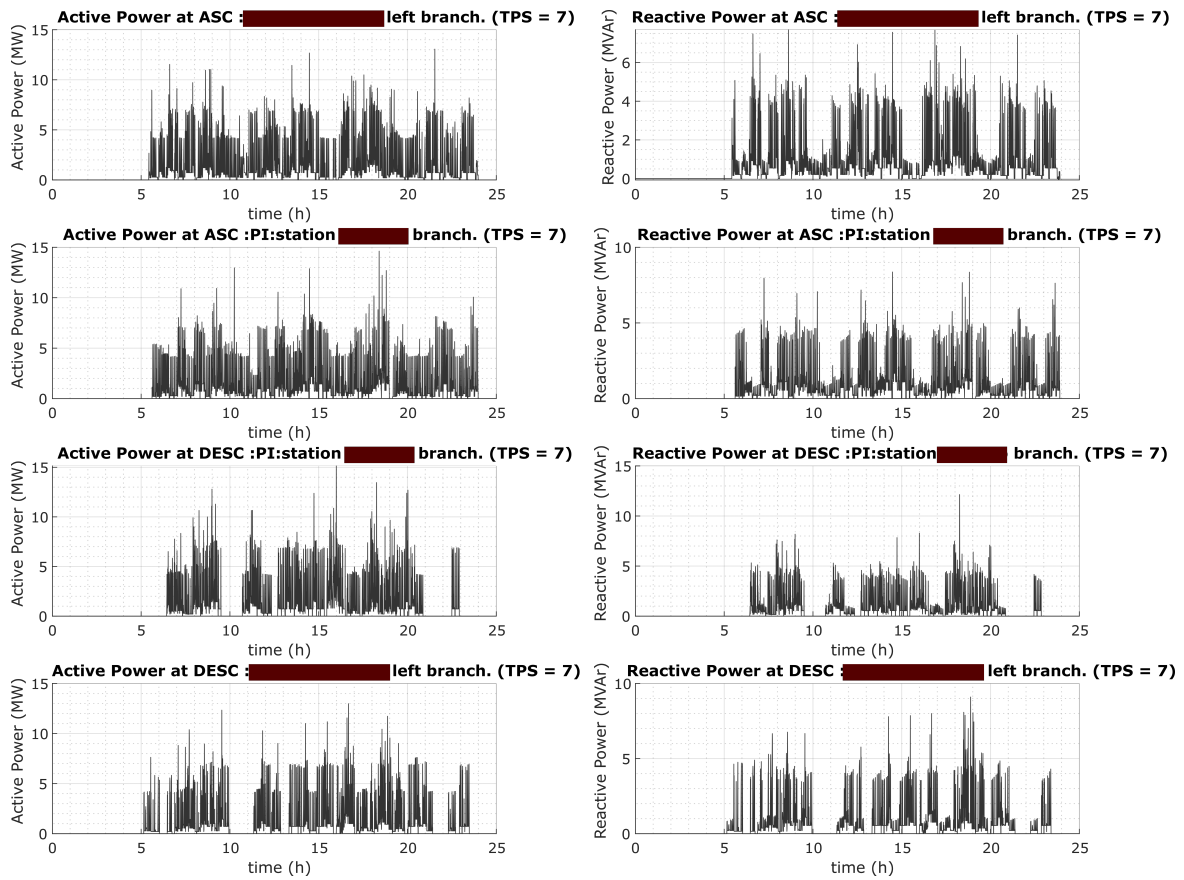 Active Power at ASC : left branch. (TPS = 7)
Active Power (MW)
15
10
5
0
0 5 10 15 20 25
time (h)
Reactive Power at ASC : left branch. (TPS = 7)
Reactive Power (MVAr)
6
4
2
0
0 5 10 15 20 25
time (h)
Active Power at ASC :PI:station branch. (TPS = 7)
Active Power (MW)
15
10
5
0
0 5 10 15 20 25
time (h)
Reactive Power at ASC :PI:station branch. (TPS = 7)
Reactive Power (MVAr)
10
5
0
0 5 10 15 20 25
time (h)
Active Power at DESC :PI:station branch. (TPS = 7)
Active Power (MW)
15
10
5
0
0 5 10 15 20 25
time (h)
Reactive Power at DESC :PI:station branch. (TPS = 7)
Reactive Power (MVAr)
15
10
5
0
0 5 10 15 20 25
time (h)
Active Power at DESC : left branch. (TPS = 7)
Active Power (MW)
15
10
5
0
0 5 10 15 20 25
time (h)
Reactive Power at DESC : left branch. (TPS = 7)
Reactive Power (MVAr)
10
5
0
0 5 10 15 20 25
time (h)